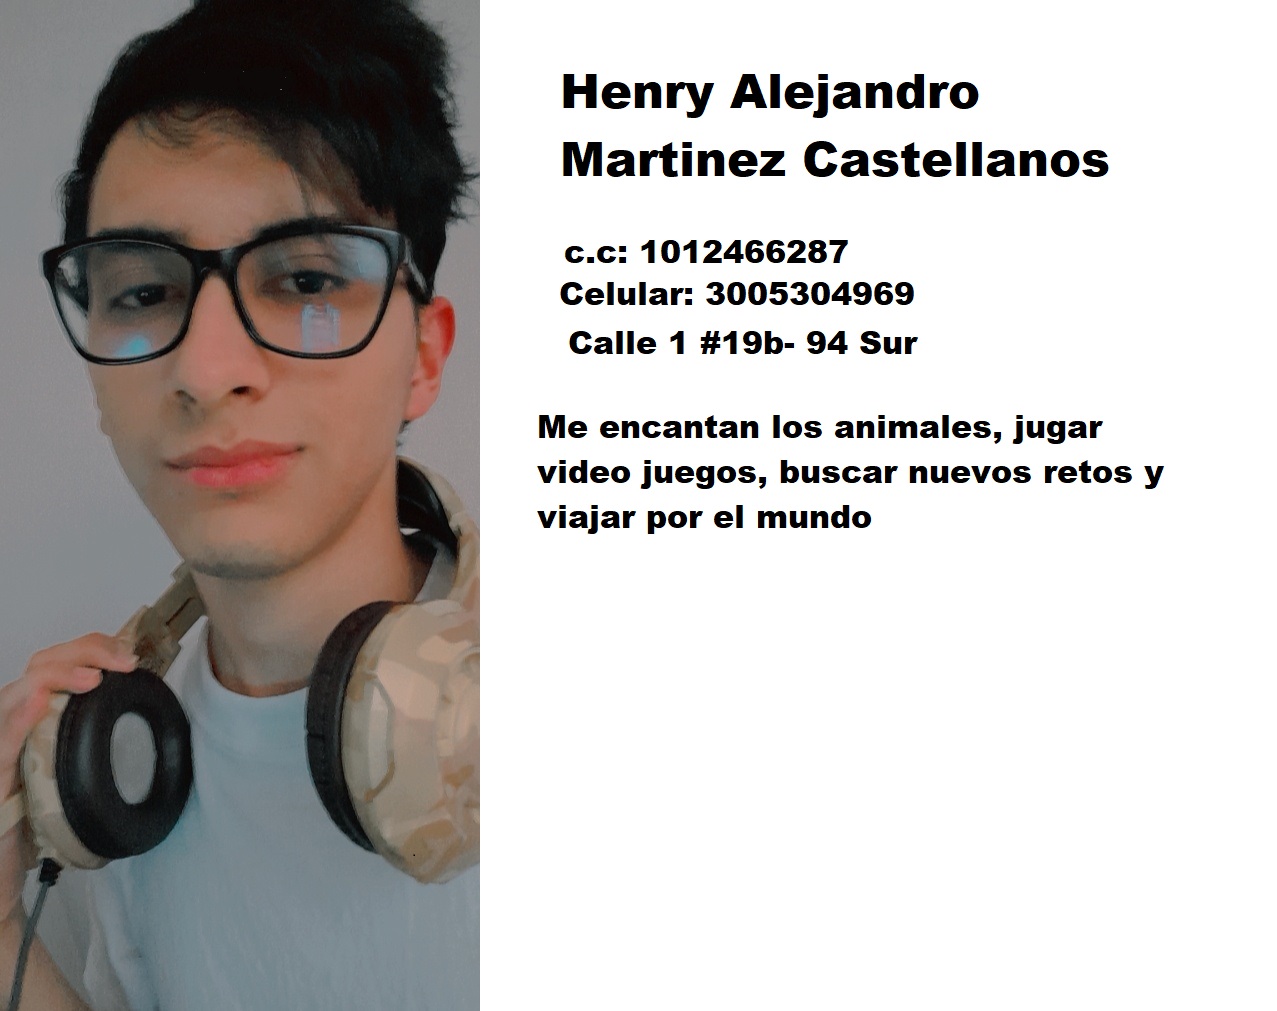 Henry Alejandro
Martinez Castellanos
c.c: 1012466287
Celular: 3005304969
Calle 1 #19b- 94 Sur
Me encantan los animales, jugar
video juegos, buscar nuevos retos y
viajar por el mundo